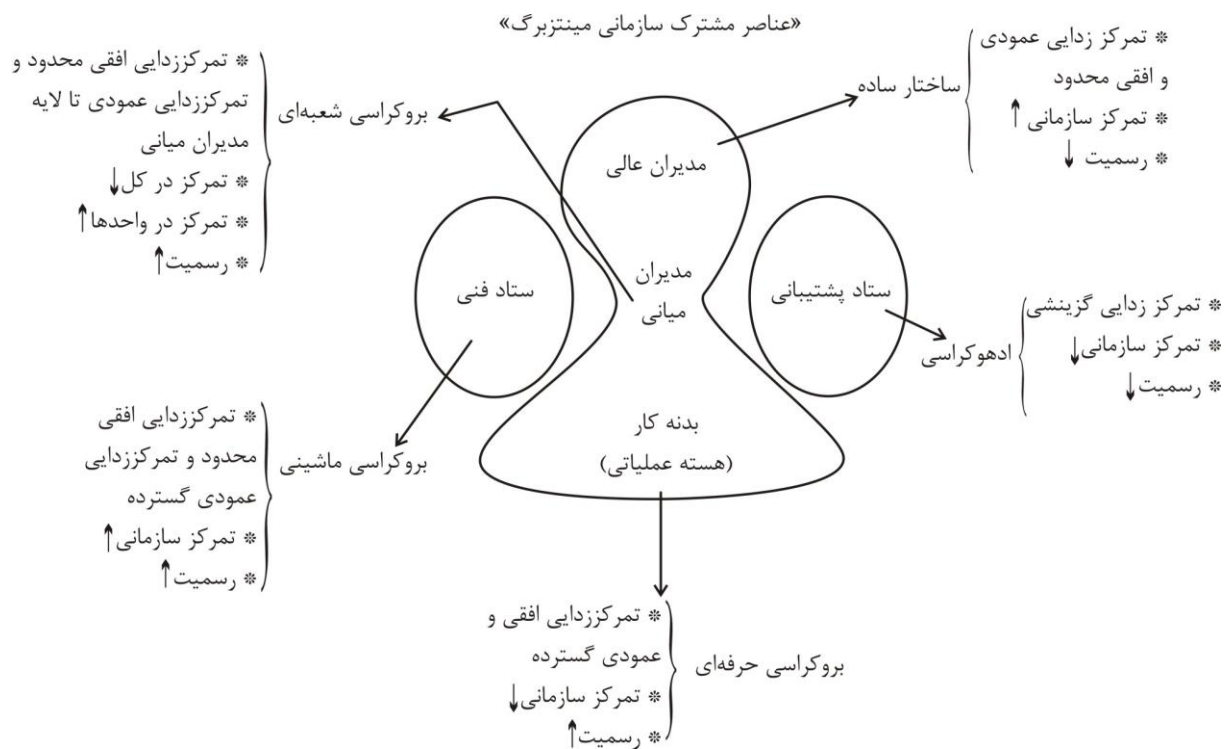 «عناصر مشترک سازمانی مینتزبرگ»
* تمرکز زدایی عمودی
و افقی محدود
* تمرکز سازمانی ↑
* رسمیت ↓
ساختار ساده
* تمرکززدایی افقی محدود و
تمرکززدایی عمودی تا لایه
مدیران میانی
* تمرکز در کل ↓
* تمرکز در واحدها ↑
* رسمیت ↑
بروکراسی شعبه‌ای
مدیران عالی
ستاد پشتیبانی
مدیران
میانی
ستاد فنی
* تمرکز زدایی گزینشی
* تمرکز سازمانی ↓
* رسمیت ↓
ادهوکراسی
بدنه کار
(هسته عملیاتی)
* تمرکززدایی افقی
محدود و تمرکززدایی
عمودی گسترده
* تمرکز سازمانی ↑
* رسمیت ↑
بروکراسی ماشینی
بروکراسی حرفه‌ای
* تمرکززدایی افقی و
عمودی گسترده
* تمرکز سازمانی ↓
* رسمیت ↑